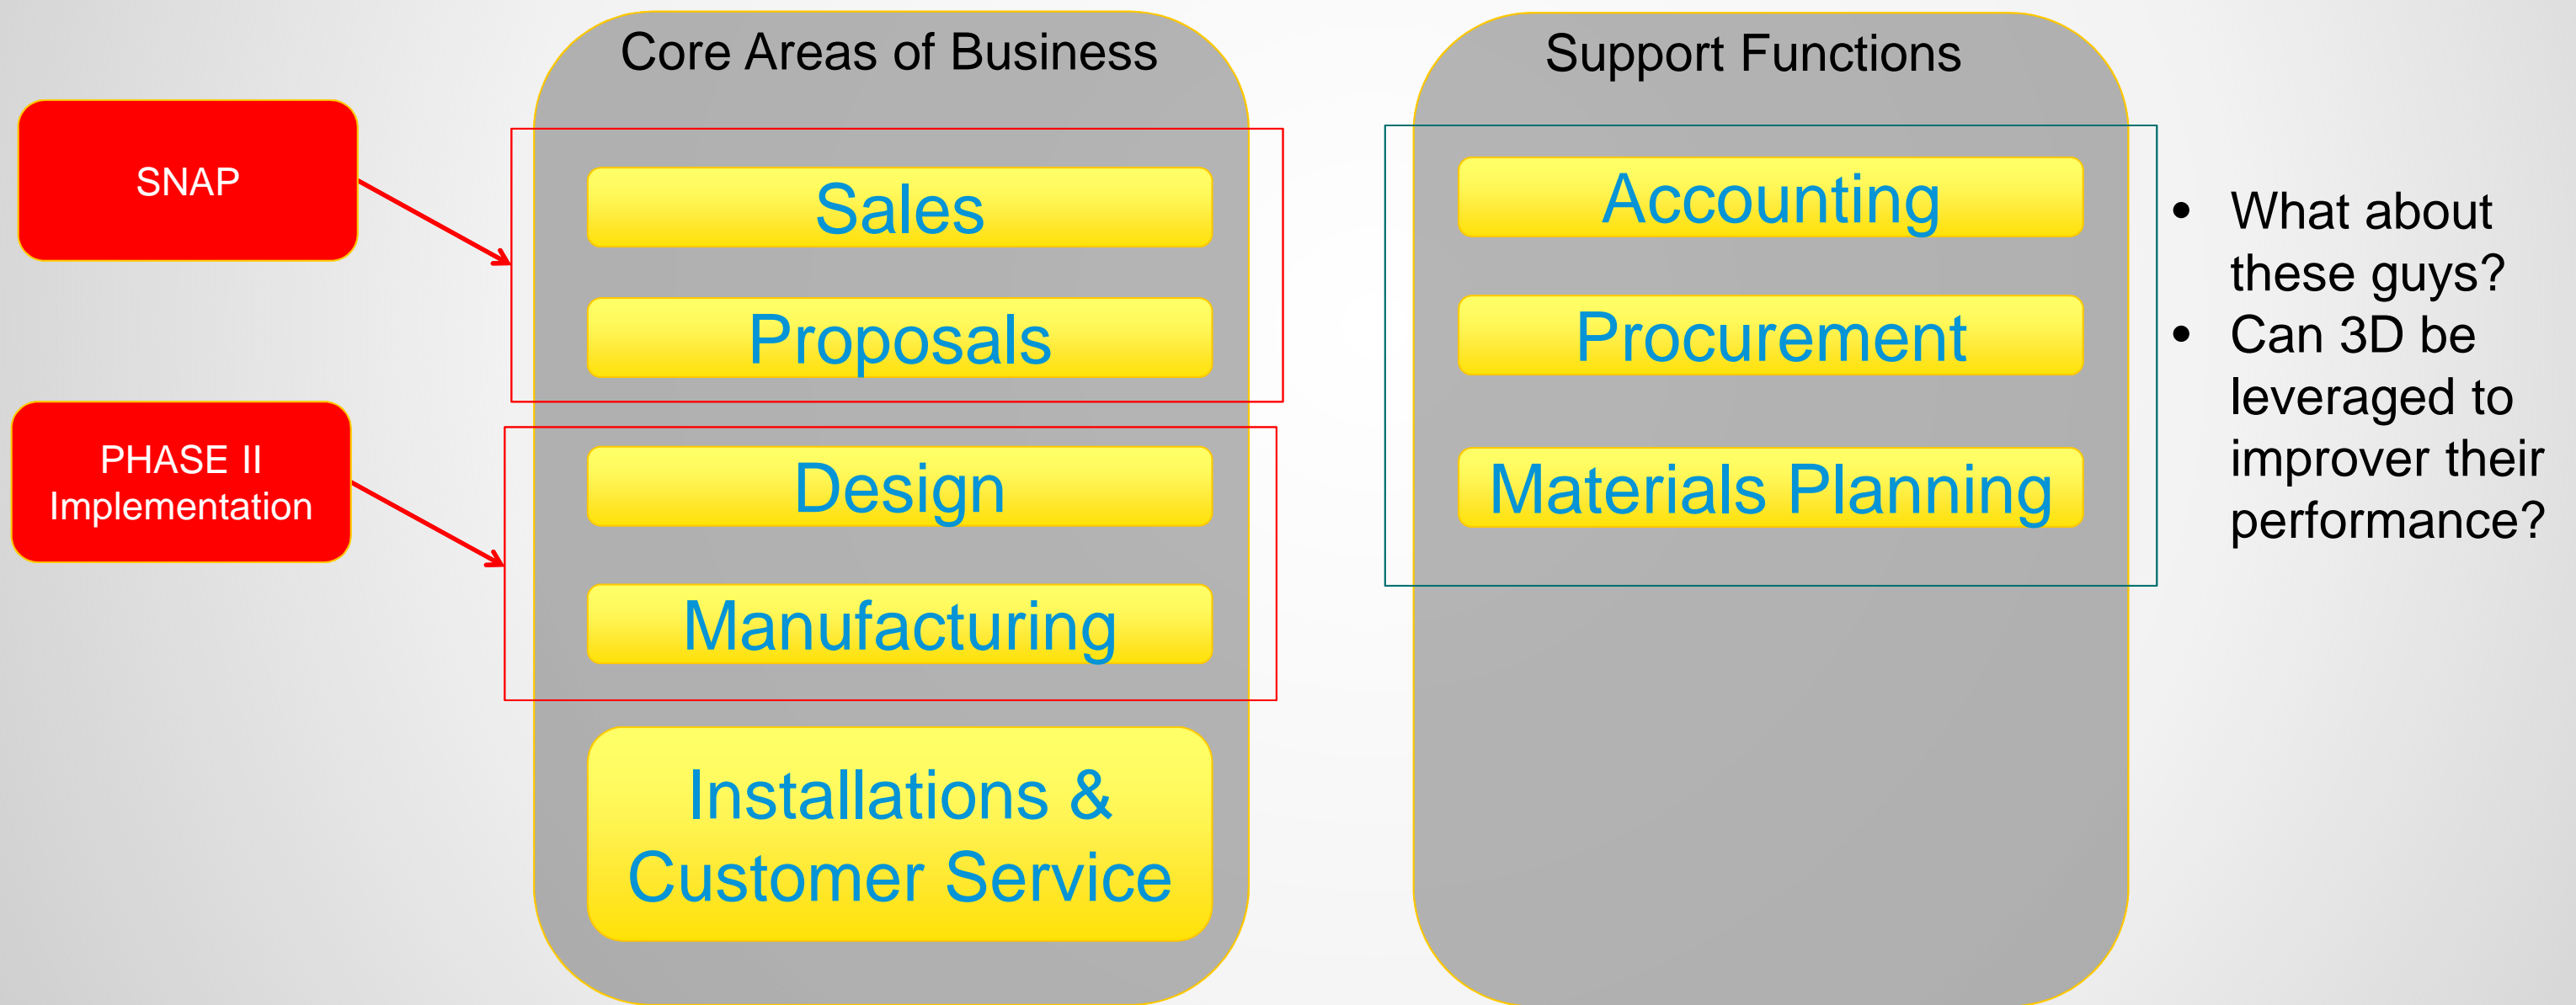 Core Areas of Business
SNAP
Sales
Proposals
PHASE II
Implementation
Design
Manufacturing
Installations &
Customer Service
Support Functions
Accounting
Procurement
Materials Planning
• What about
these guys?
• Can 3D be
leveraged to
improver their
performance?